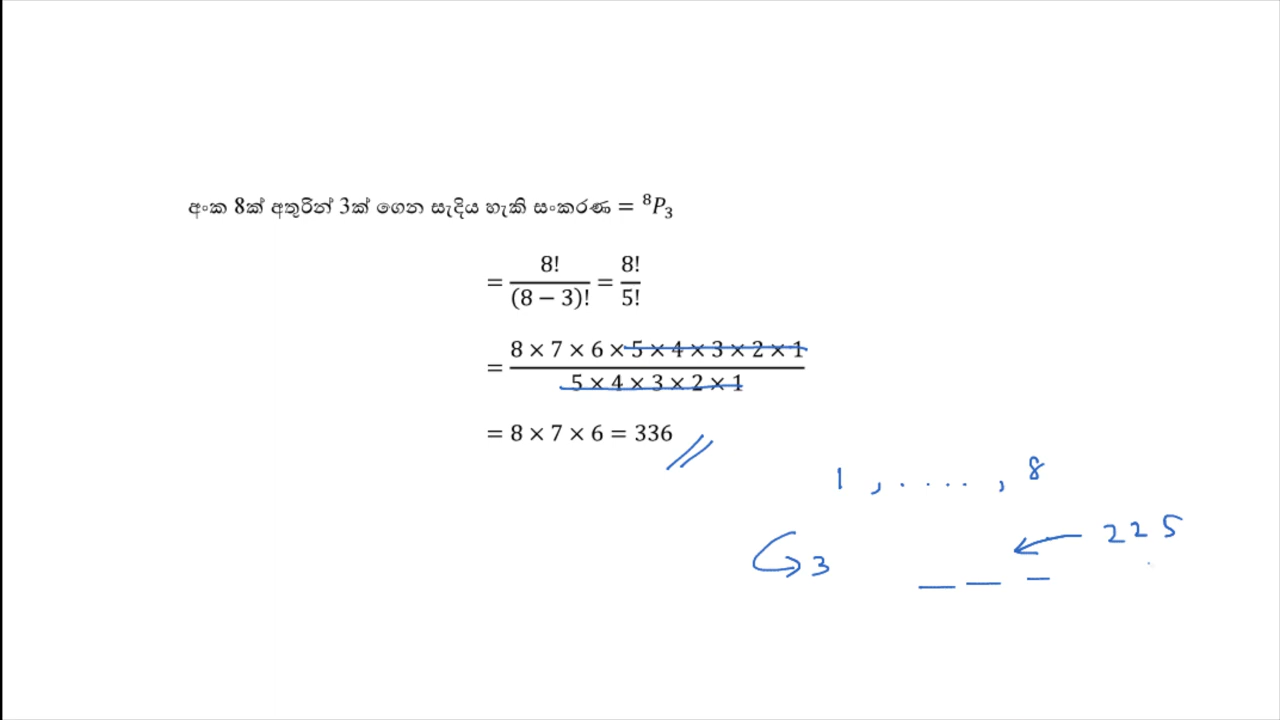 අංක 8ක් අතුරින් 3ක් ගෙන සැදිය හැකි සංකරණ = ⁸P₃
= 8! / (8 − 3)! = 8! / 5!
= 8 × 7 × 6 × 5 × 4 × 3 × 2 × 1 / 5 × 4 × 3 × 2 × 1
= 8 × 7 × 6 = 336
1 , . . . . , 8
3
2 2 5